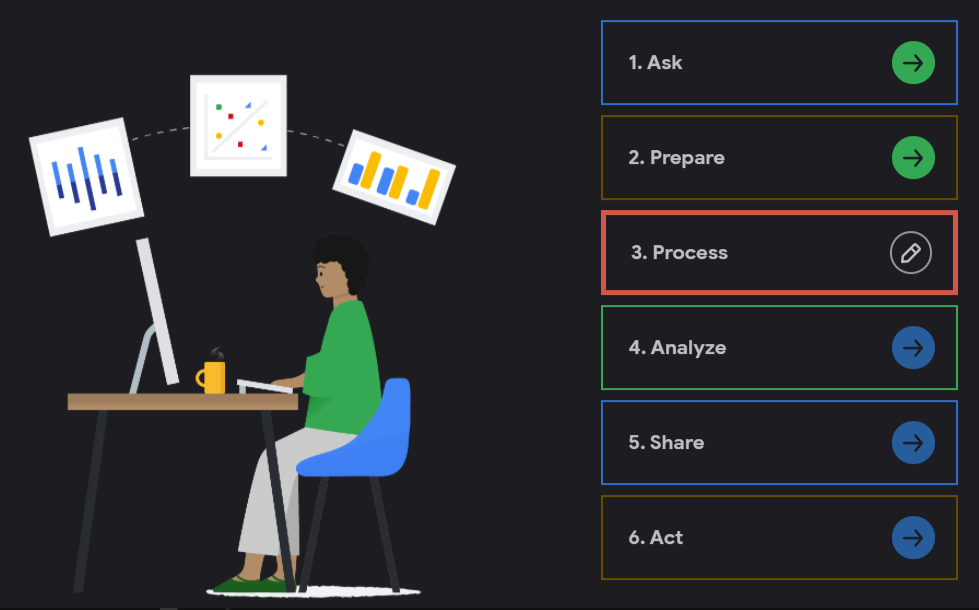 1. Ask
2. Prepare
3. Process
4. Analyze
5. Share
6. Act